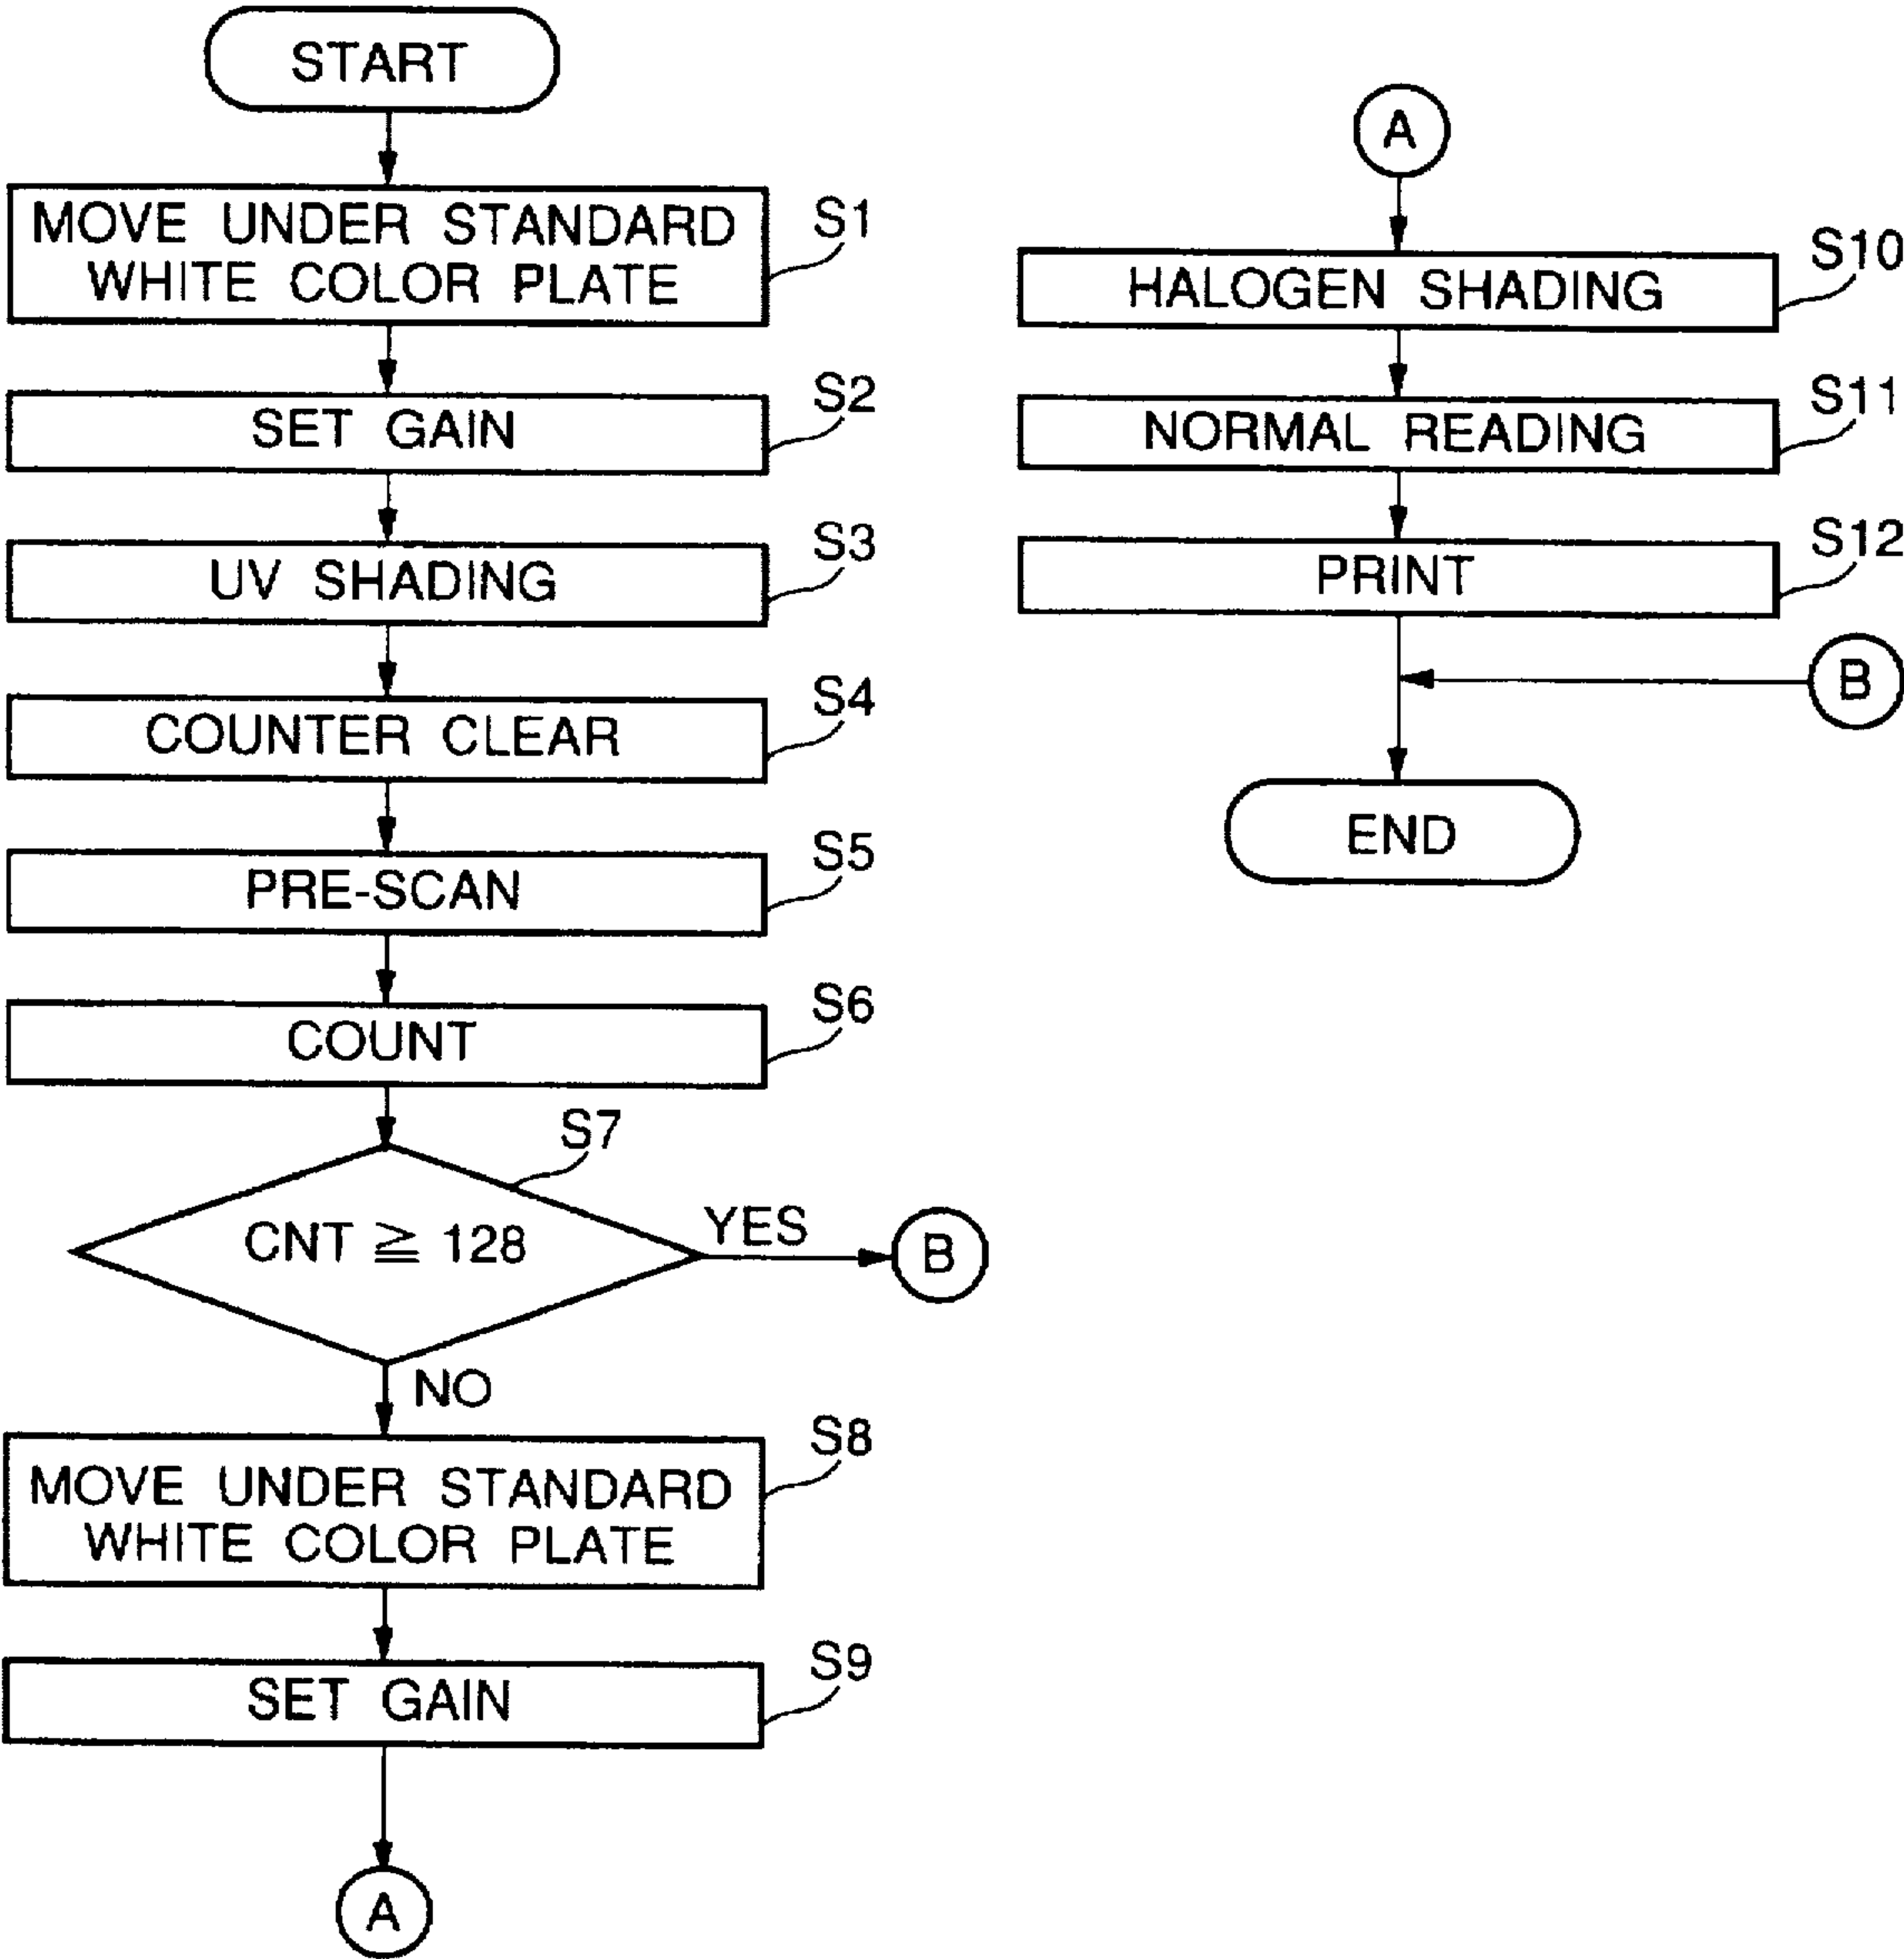 START
MOVE UNDER STANDARD
WHITE COLOR PLATE
S1
SET GAIN
S2
UV SHADING
S3
COUNTER CLEAR
S4
PRE-SCAN
S5
COUNT
S6
S7
CNT ≧ 128
YES
B
NO
MOVE UNDER STANDARD
WHITE COLOR PLATE
S8
SET GAIN
S9
A
A
HALOGEN SHADING
S10
NORMAL READING
S11
PRINT
S12
B
END